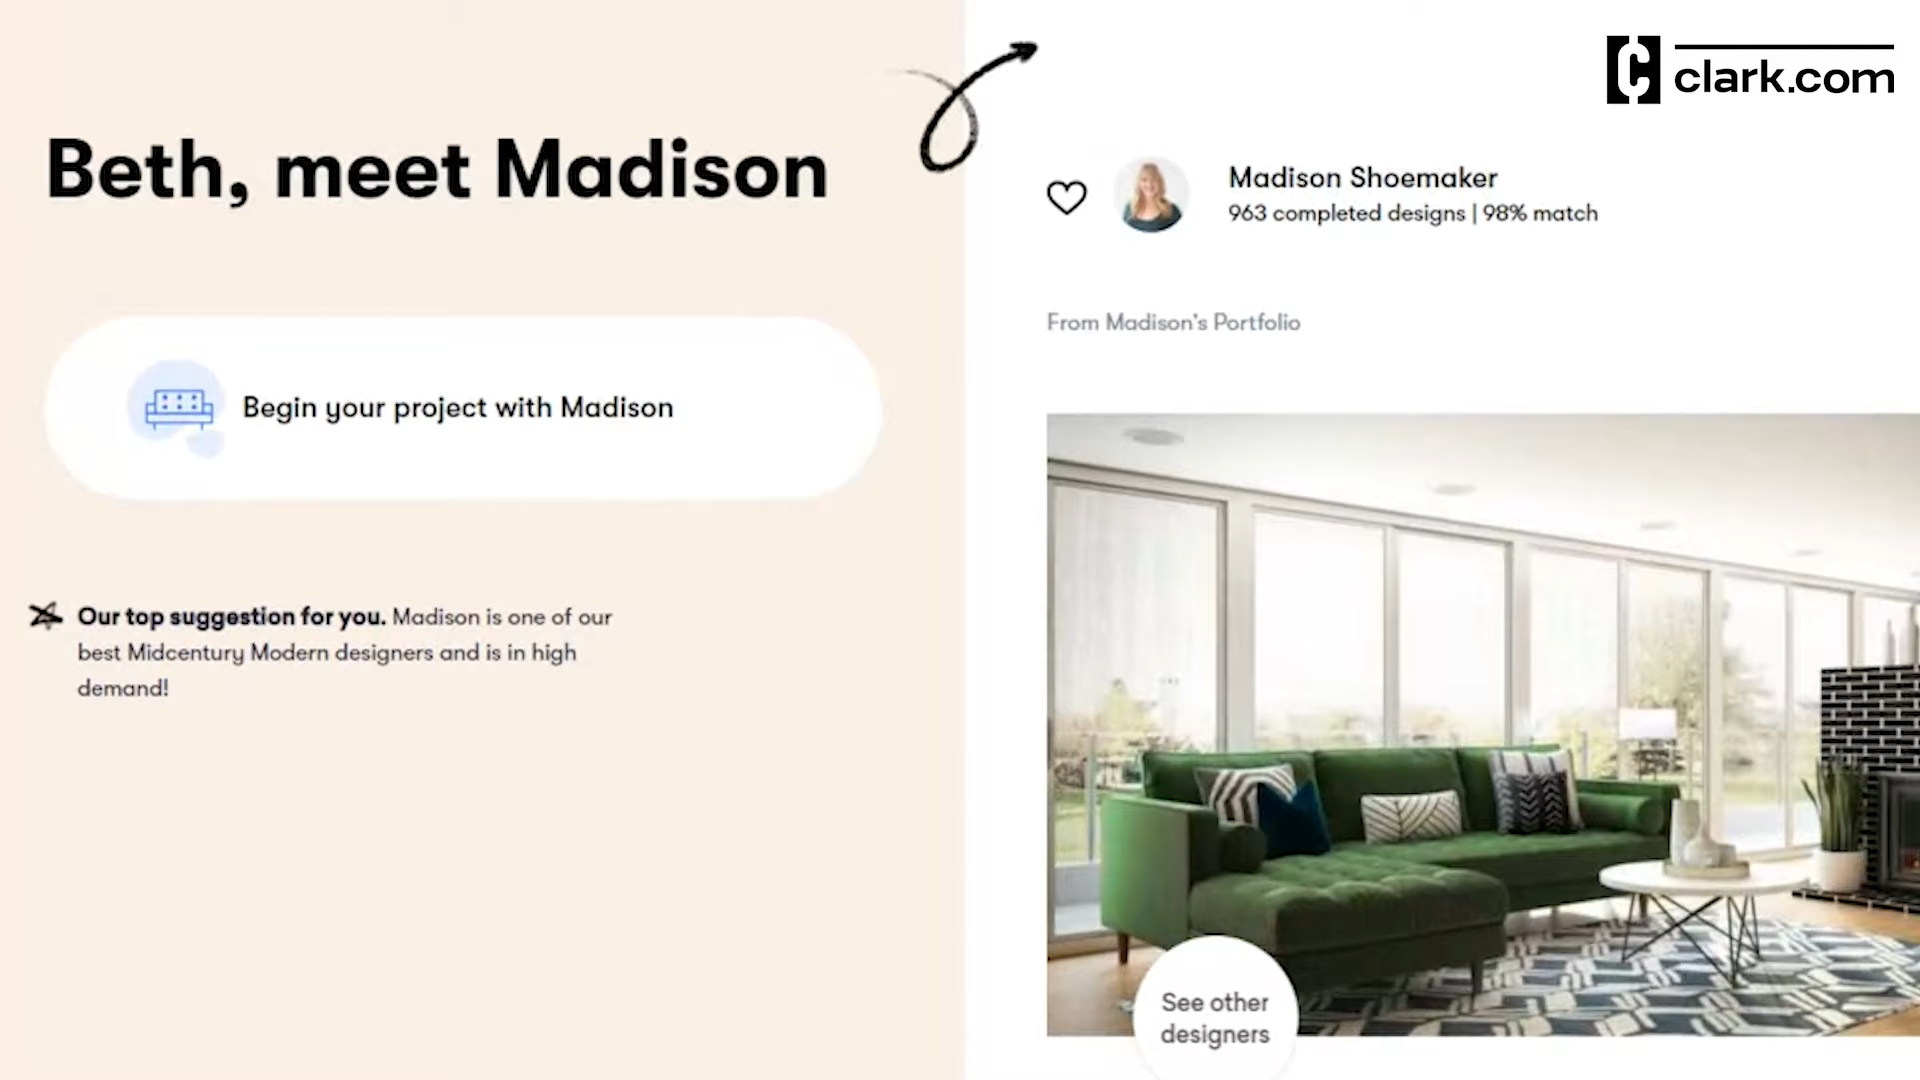 clark.com
Beth, meet Madison
Madison Shoemaker
963 completed designs | 98% match
From Madison's Portfolio
Begin your project with Madison
Our top suggestion for you. Madison is one of our
best Midcentury Modern designers and is in high
demand!
See other
designers